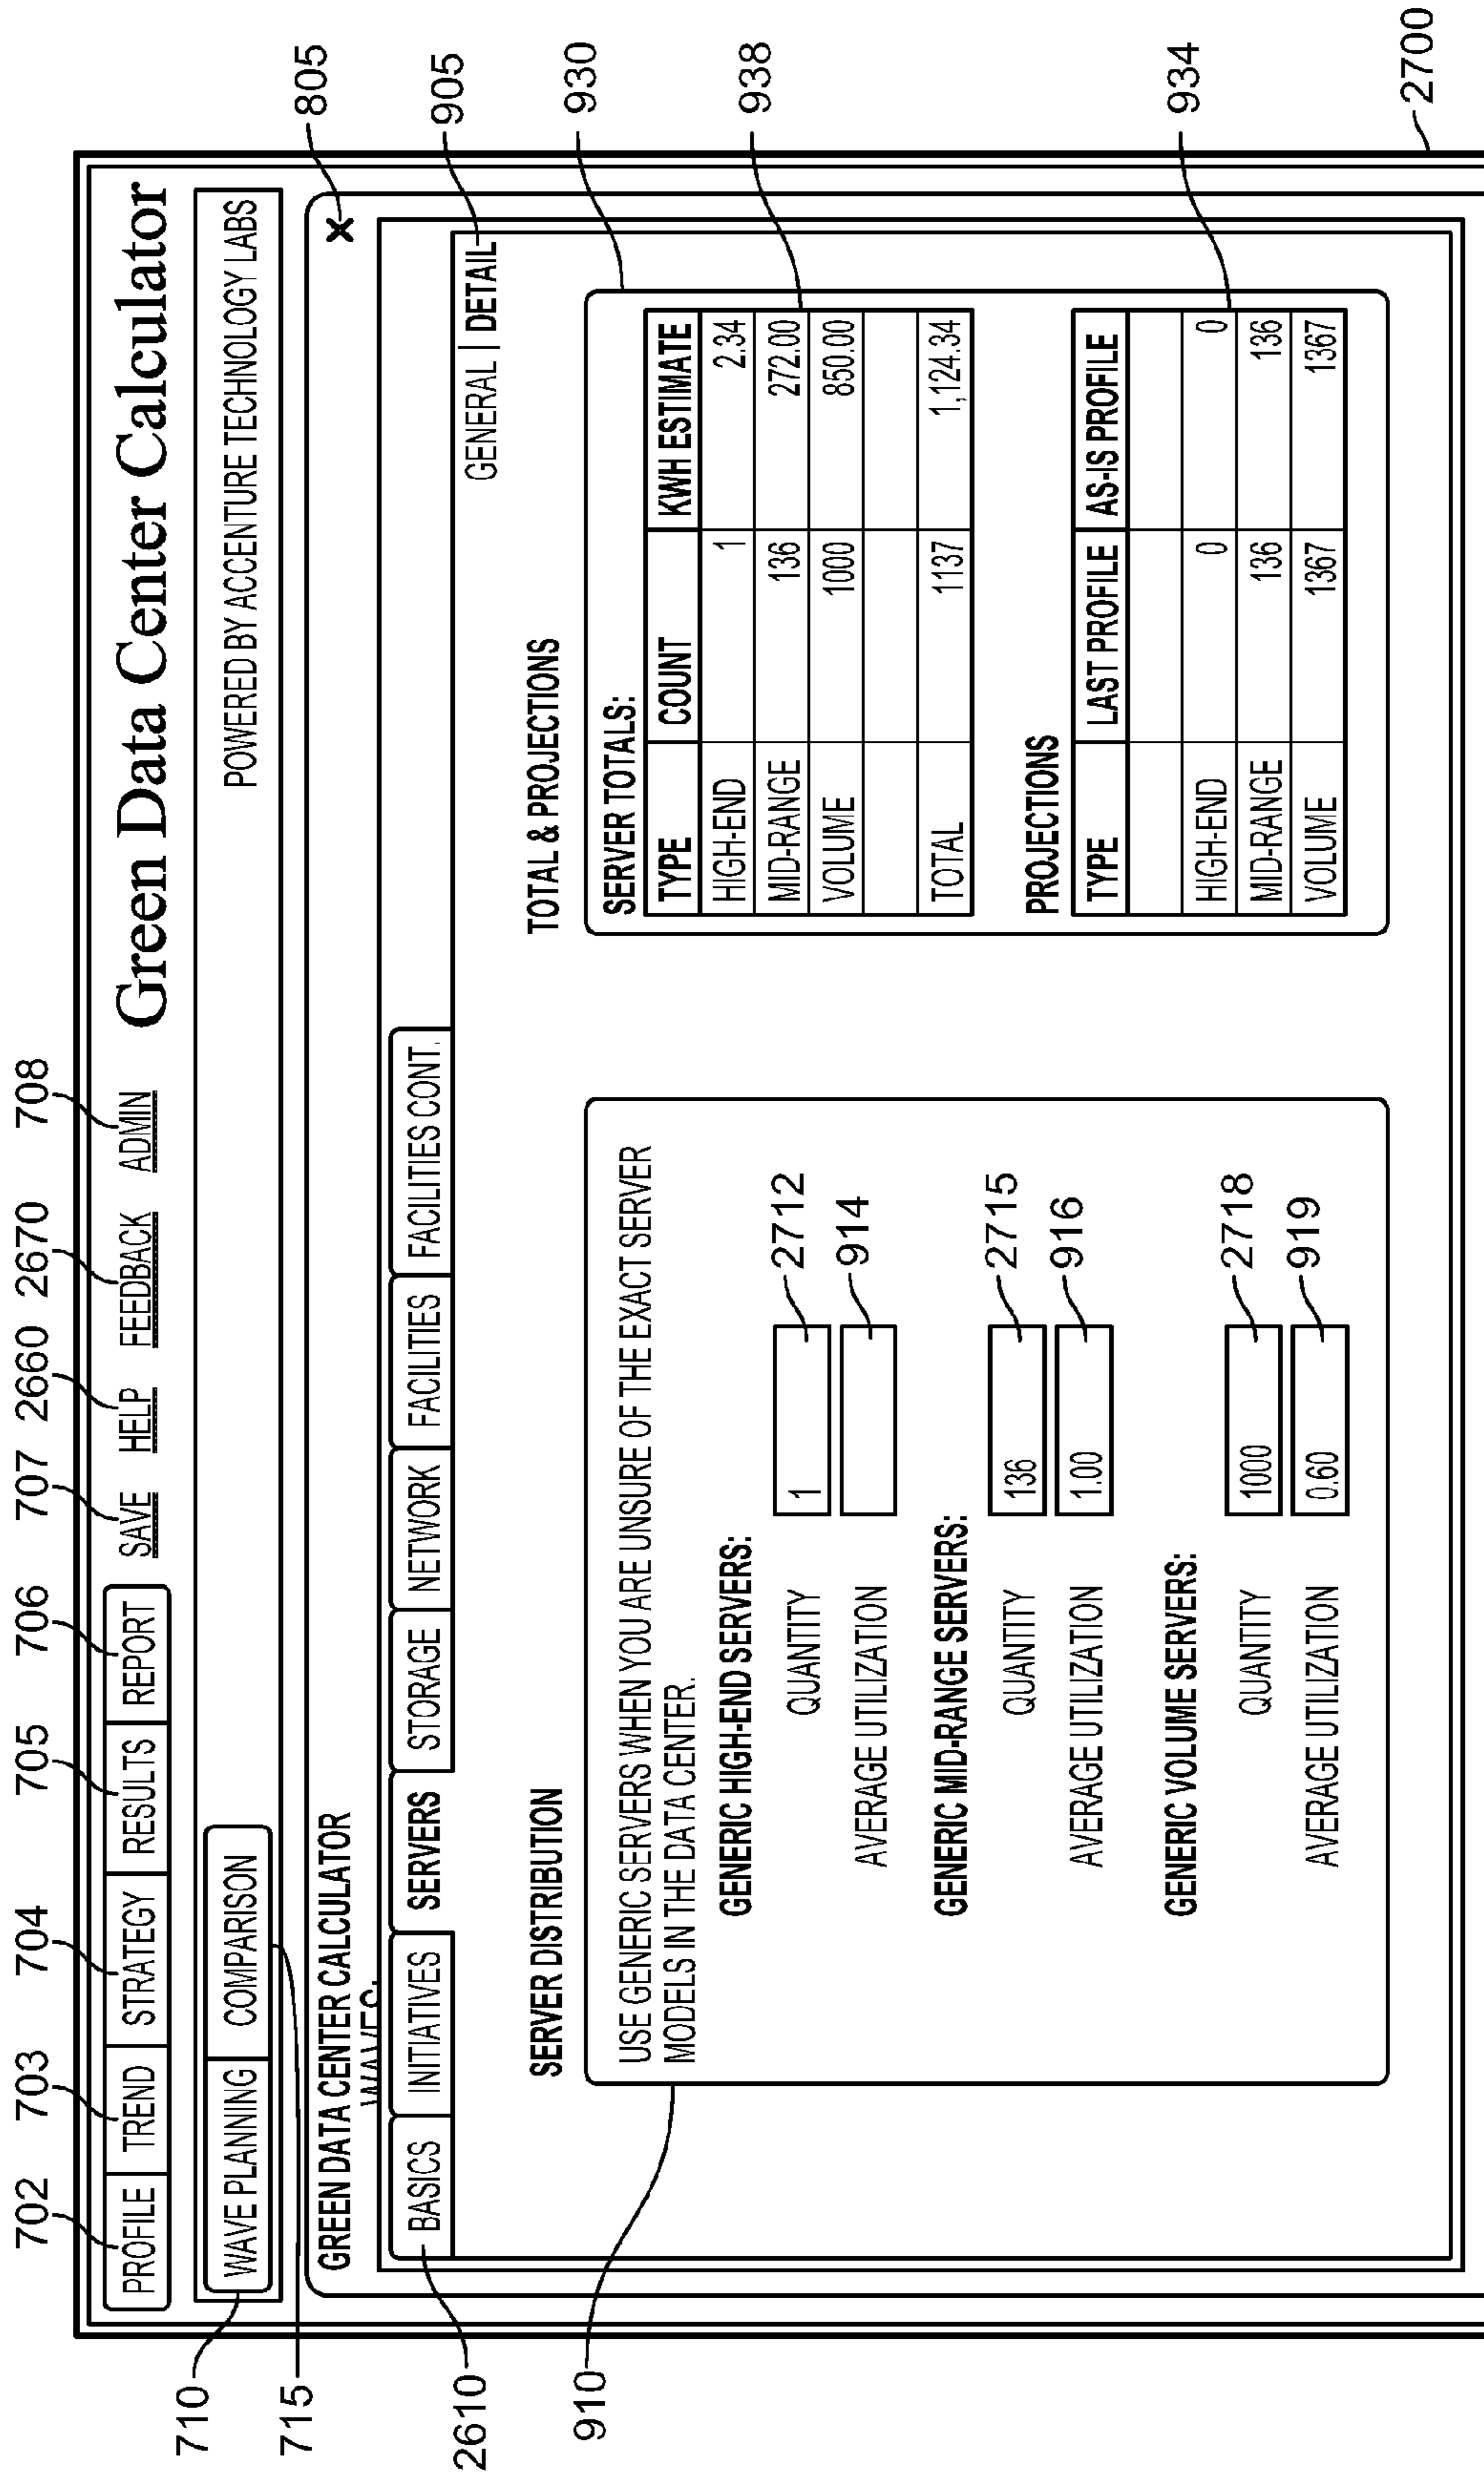 702 703 704 705 706 707 2660 2670 708
PROFILE TREND STRATEGY RESULTS REPORT SAVE HELP FEEDBACK ADMIN Green Data Center Calculator
710 WAVE PLANNING COMPARISON POWERED BY ACCENTURE TECHNOLOGY LABS
715
GREEN DATA CENTER CALCULATOR X 805
WAVES:
2610 BASICS INITIATIVES SERVERS STORAGE NETWORK FACILITIES FACILITIES CONT.
GENERAL | DETAIL 905
SERVER DISTRIBUTION
910
USE GENERIC SERVERS WHEN YOU ARE UNSURE OF THE EXACT SERVER
MODELS IN THE DATA CENTER.
GENERIC HIGH-END SERVERS:
QUANTITY 1 2712
AVERAGE UTILIZATION 914
GENERIC MID-RANGE SERVERS:
QUANTITY 136 2715
AVERAGE UTILIZATION 1.00 916
GENERIC VOLUME SERVERS:
QUANTITY 1000 2718
AVERAGE UTILIZATION 0.60 919
TOTAL & PROJECTIONS
930
SERVER TOTALS:
TYPE COUNT KWH ESTIMATE
HIGH-END 1 2.34
MID-RANGE 136 272.00 938
VOLUME 1000 850.00
TOTAL 1137 1,124.34
PROJECTIONS
TYPE LAST PROFILE AS-IS PROFILE
HIGH-END 0 0 934
MID-RANGE 136 136
VOLUME 1367 1367
2700